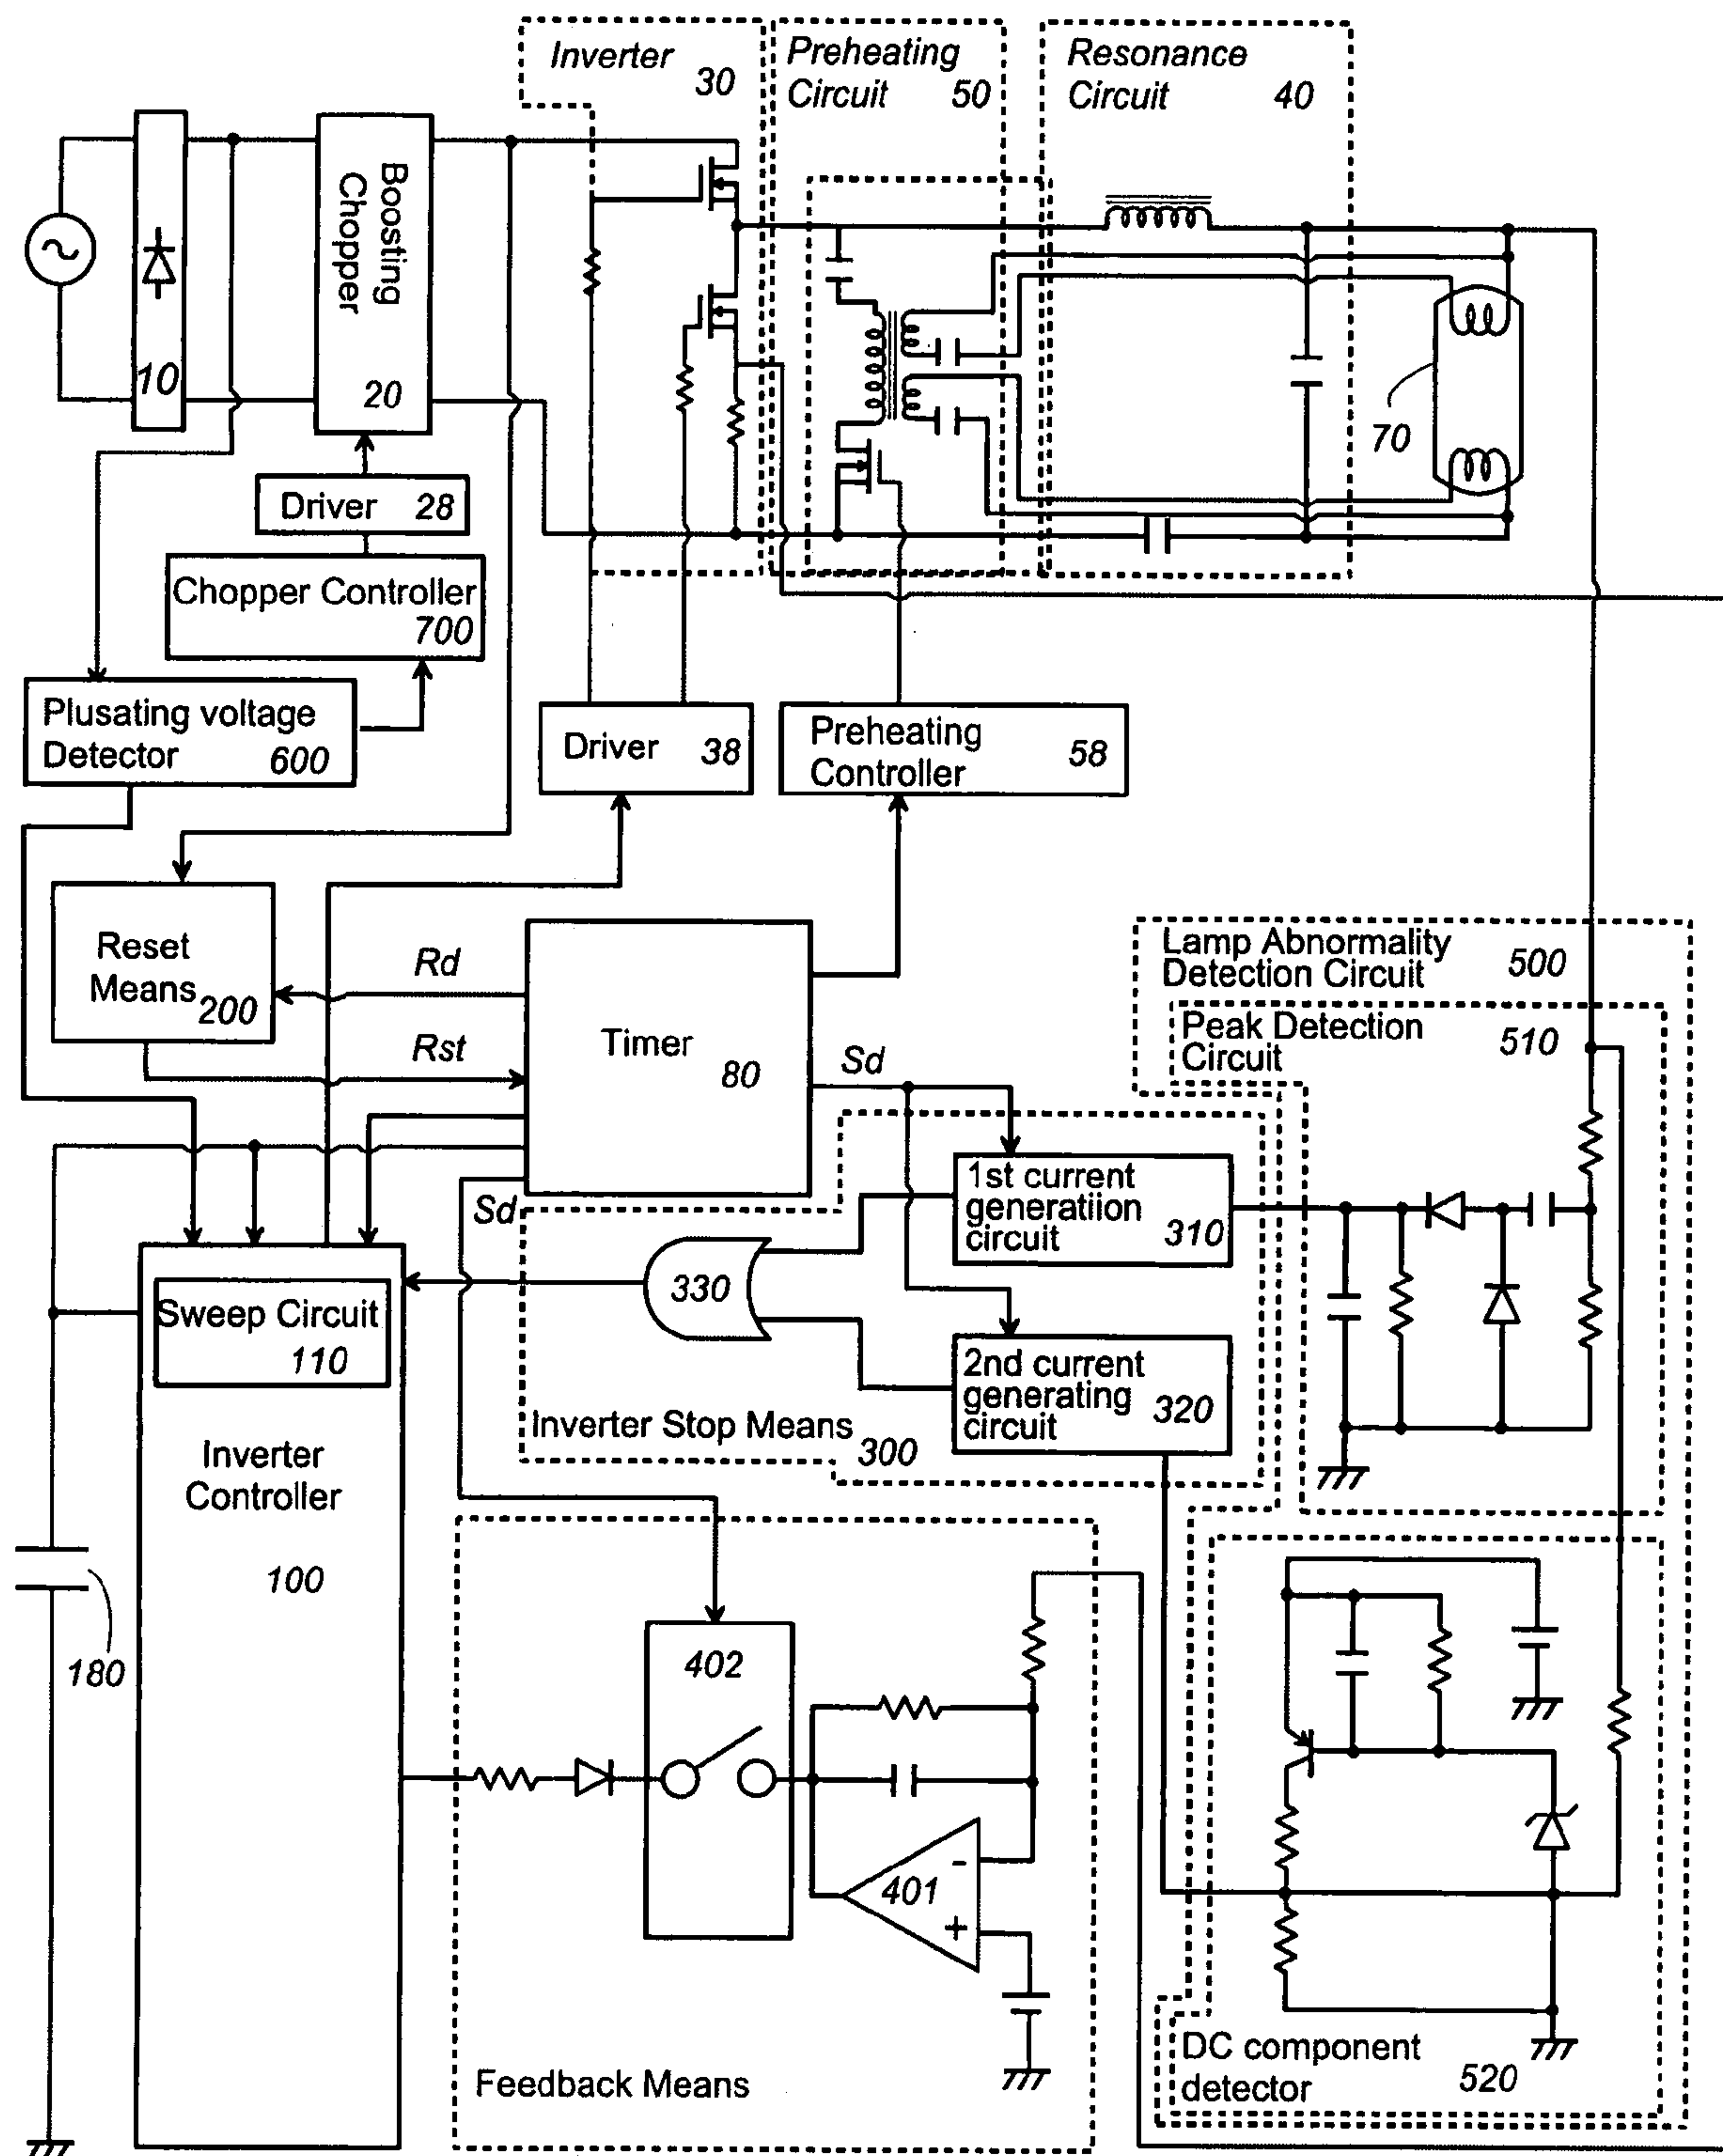 Inverter
30
Preheating
Circuit 50
Resonance
Circuit 40
Boosting
Chopper
20
10
70
Driver 28
Chopper Controller
700
Plusating voltage
Detector 600
Driver 38
Preheating
Controller 58
Reset
Means 200
Rd
Rst
Timer
80
Sd
Sd
Lamp Abnormality
Detection Circuit 500
Peak Detection
Circuit 510
1st current
generatiion
circuit 310
330
2nd current
generating
circuit 320
Inverter Stop Means 300
Sweep Circuit
110
Inverter
Controller
100
180
402
401
-
+
Feedback Means
DC component
detector 520